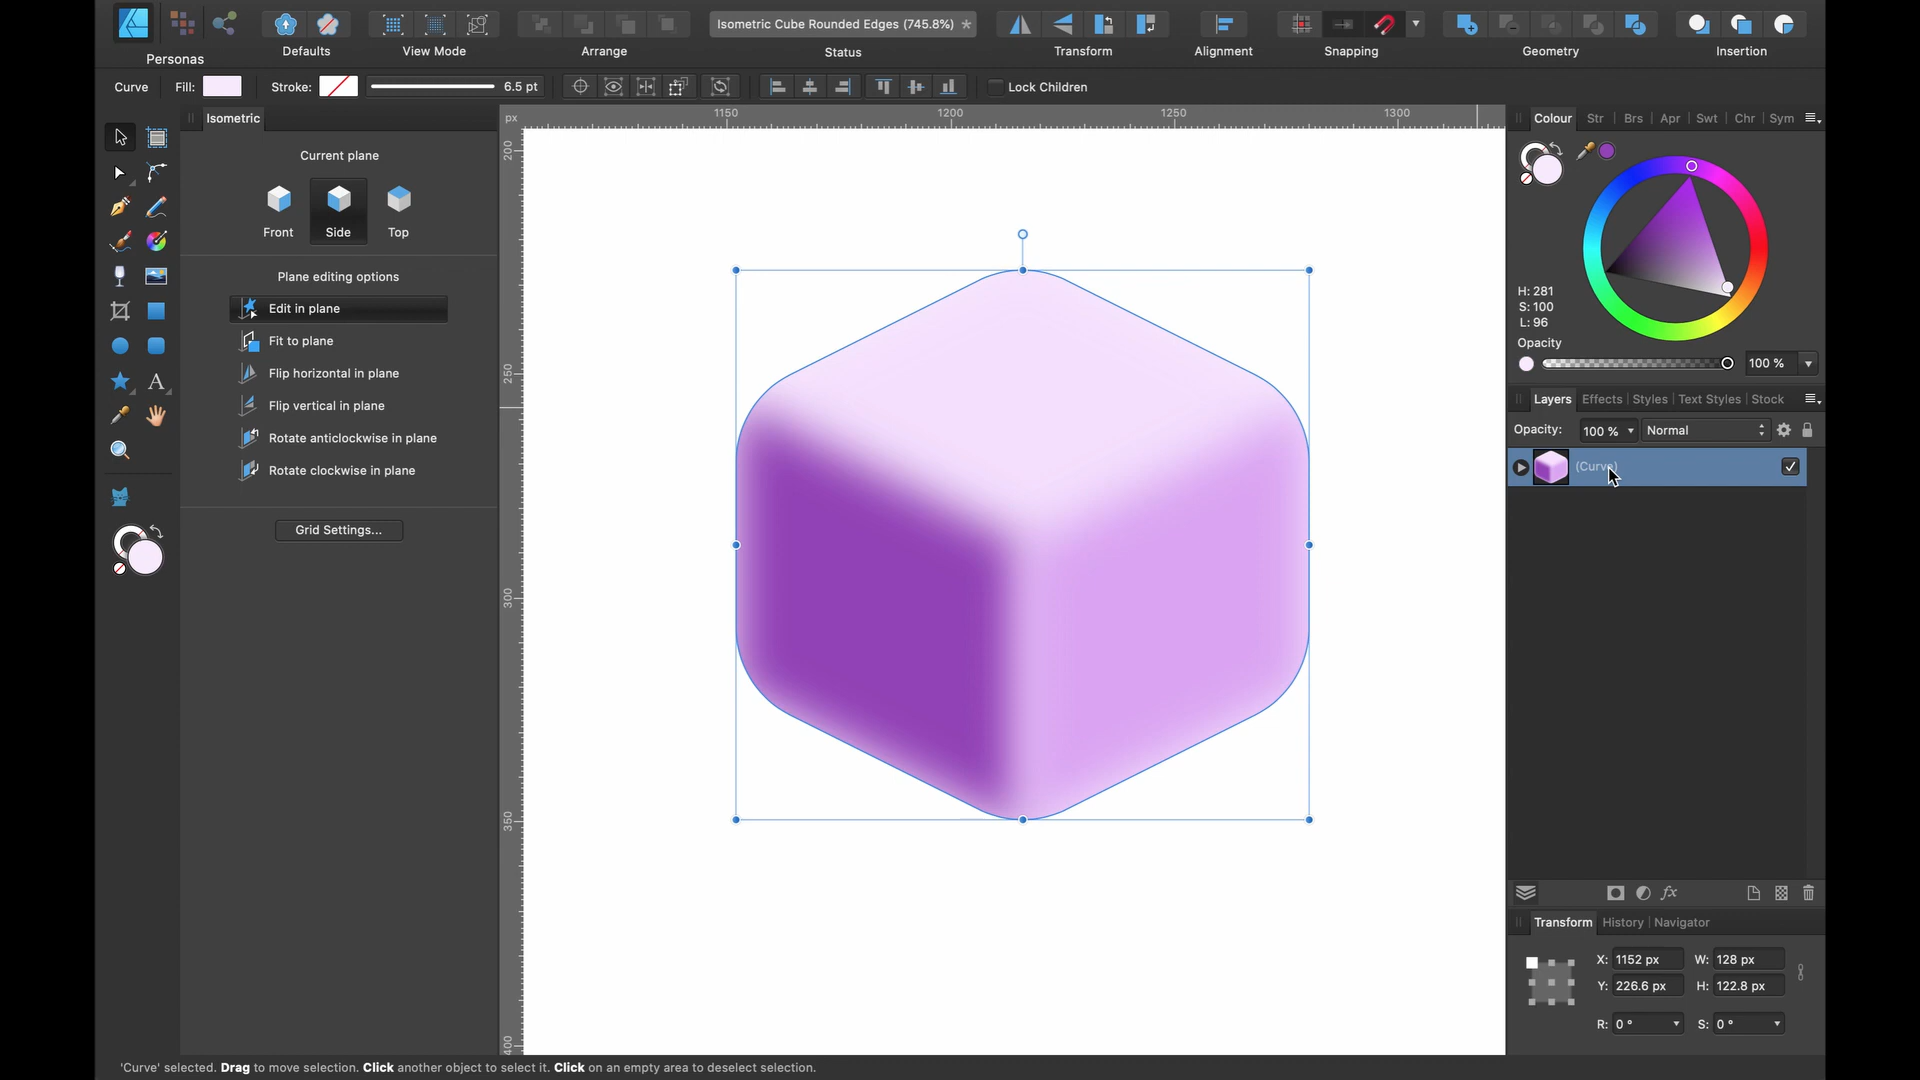 Isometric Cube Rounded Edges (745.8%) *
Personas
Defaults
View Mode
Arrange
Status
Transform
Alignment
Snapping
Geometry
Insertion
Curve
Fill:
Stroke:
6.5 pt
Lock Children
Isometric
Current plane
Front
Side
Top
Plane editing options
Edit in plane
Fit to plane
Flip horizontal in plane
Flip vertical in plane
Rotate anticlockwise in plane
Rotate clockwise in plane
Grid Settings...
px
1150
1200
1250
1300
200
250
300
350
400
Colour Str Brs Apr Swt Chr Sym
H: 281
S: 100
L: 96
Opacity
100 %
Layers Effects Styles Text Styles Stock
Opacity: 100 % Normal
(Curve)
fx
Transform History Navigator
X: 1152 px W: 128 px
Y: 226.6 px H: 122.8 px
R: 0 ° S: 0 °
'Curve' selected. Drag to move selection. Click another object to select it. Click on an empty area to deselect selection.